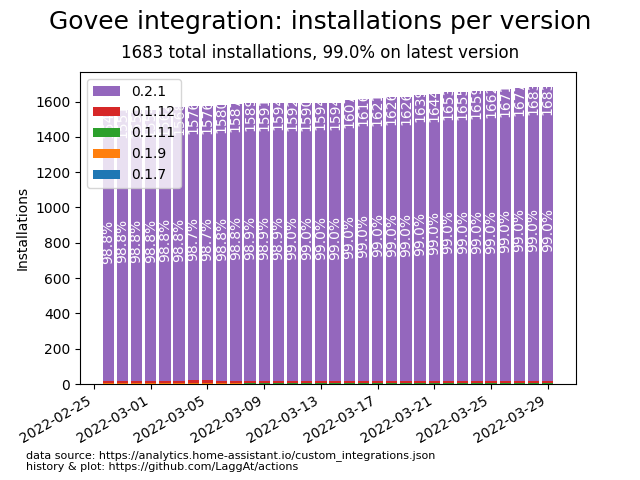 Govee integration: installations per version
1683 total installations, 99.0% on latest version
0.2.1
0.1.12
0.1.11
0.1.9
0.1.7
Installations
1600
1400
1200
1000
800
600
400
200
0
98.8% 98.8% 98.8% 98.8% 98.8% 98.8% 98.7% 98.7% 98.8% 98.8% 98.9% 98.9% 98.9% 99.0% 99.0% 99.0% 99.0% 99.0% 99.0% 99.0% 99.0% 99.0% 99.0% 99.0% 99.0% 99.0% 99.0% 99.0% 99.0% 99.0% 99.0% 99.0%
2022-02-25 2022-03-01 2022-03-05 2022-03-09 2022-03-13 2022-03-17 2022-03-21 2022-03-25 2022-03-29
data source: https://analytics.home-assistant.io/custom_integrations.json
history & plot: https://github.com/LaggAt/actions